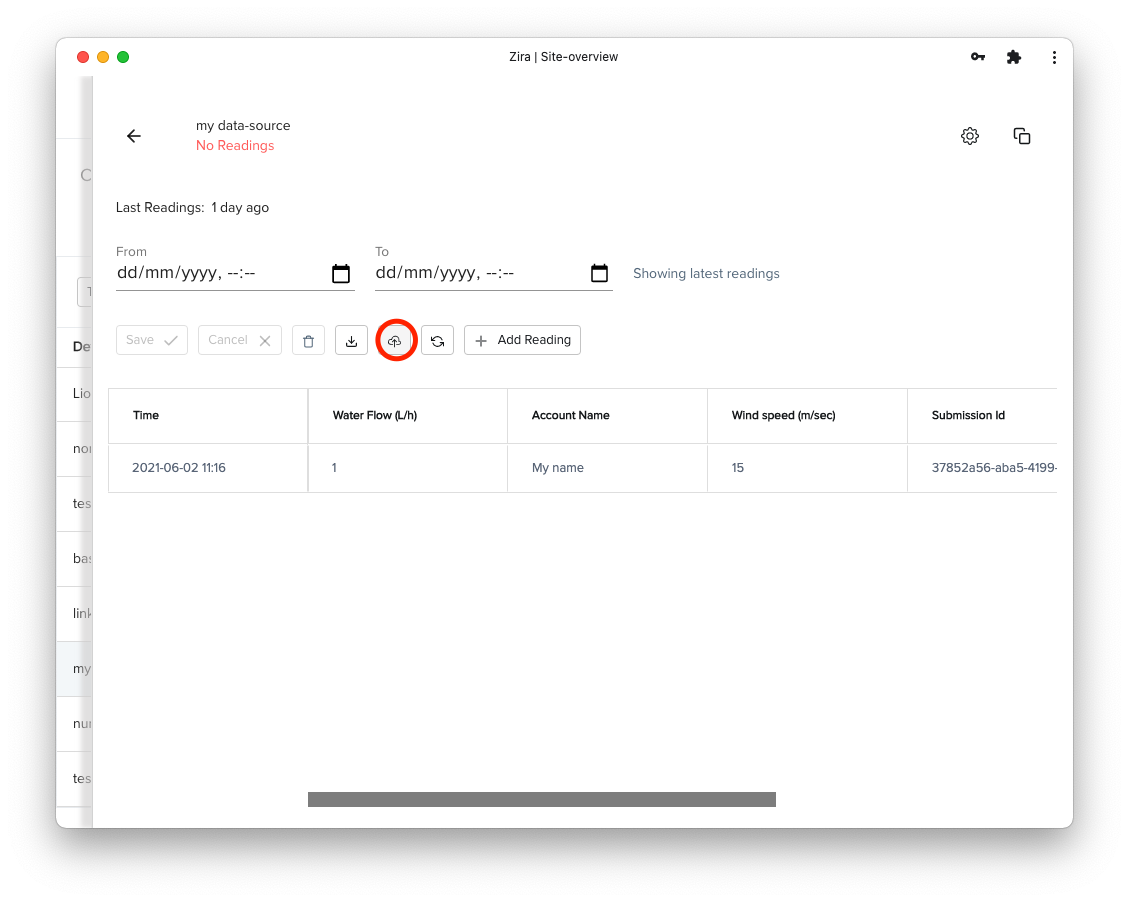 Zira | Site-overview
my data-source
No Readings
Last Readings: 1 day ago
From
To
dd/mm/yyyy, --:--
dd/mm/yyyy, --:--
Showing latest readings
Save
Cancel
Add Reading
Time
Water Flow (L/h)
Account Name
Wind speed (m/sec)
Submission Id
2021-06-02 11:16
1
My name
15
37852a56-aba5-4199-
De
Lio
nor
tes
bas
link
my
nur
tes